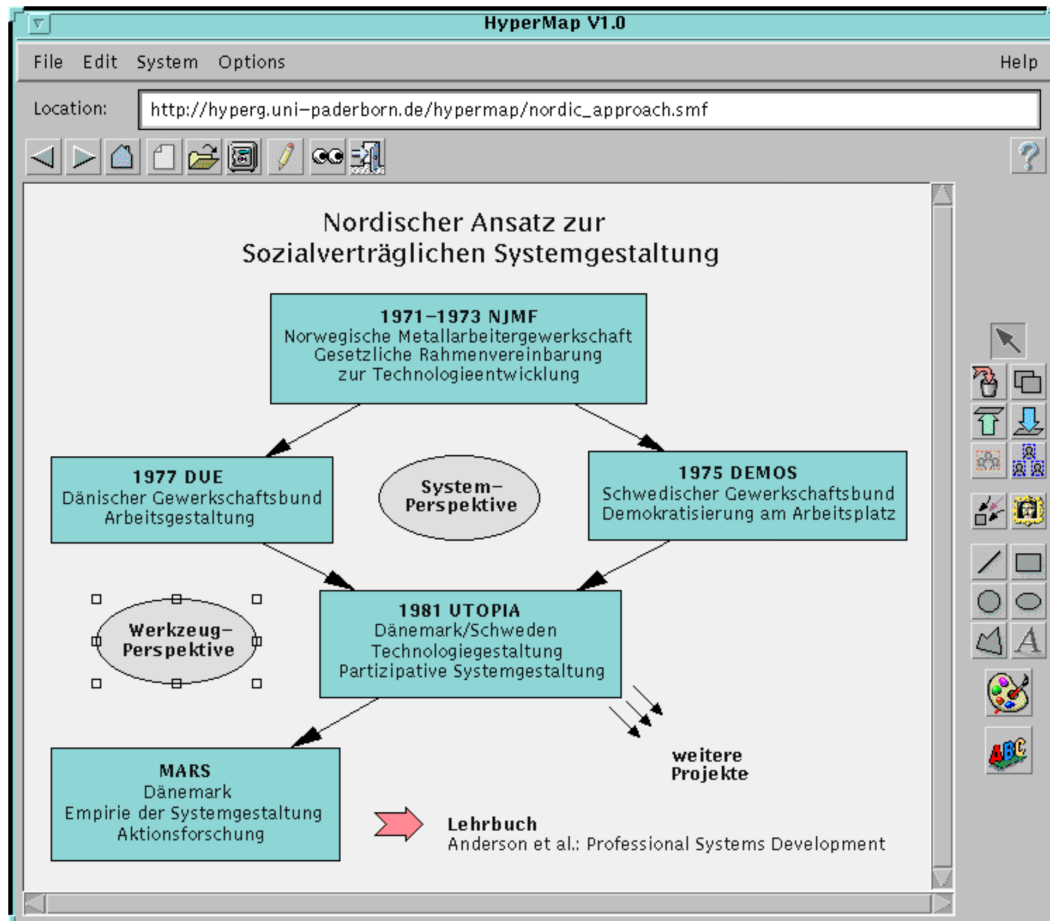 HyperMap V1.0
File Edit System Options Help
Location: http://hyperg.uni-paderborn.de/hypermap/nordic_approach.smf
Nordischer Ansatz zur
Sozialverträglichen Systemgestaltung
1971-1973 NJMF
Norwegische Metallarbeitergewerkschaft
Gesetzliche Rahmenvereinbarung
zur Technologieentwicklung
1977 DUE
Dänischer Gewerkschaftsbund
Arbeitsgestaltung
System-
Perspektive
1975 DEMOS
Schwedischer Gewerkschaftsbund
Demokratisierung am Arbeitsplatz
Werkzeug-
Perspektive
1981 UTOPIA
Dänemark/Schweden
Technologiegestaltung
Partizipative Systemgestaltung
weitere
Projekte
MARS
Dänemark
Empirie der Systemgestaltung
Aktionsforschung
Lehrbuch
Anderson et al.: Professional Systems Development
A
ABC